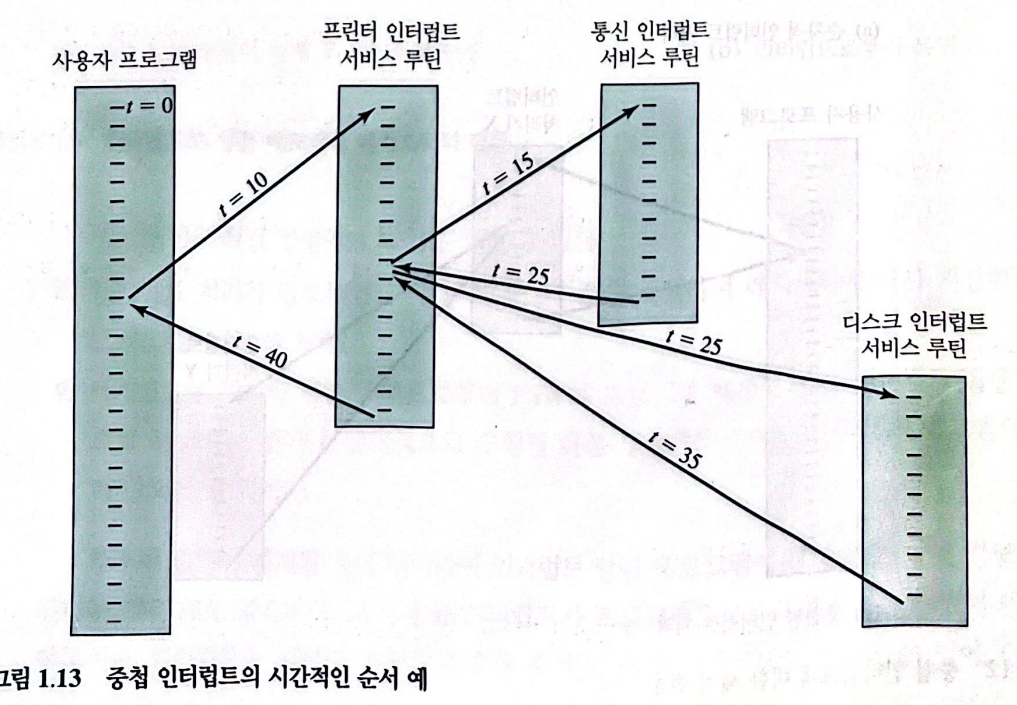 사용자 프로그램
프린터 인터럽트
서비스 루틴
통신 인터럽트
서비스 루틴
t = 0
t = 10
t = 15
t = 25
t = 25
디스크 인터럽트
서비스 루틴
t = 40
t = 35
그림 1.13 중첩 인터럽트의 시간적인 순서 예